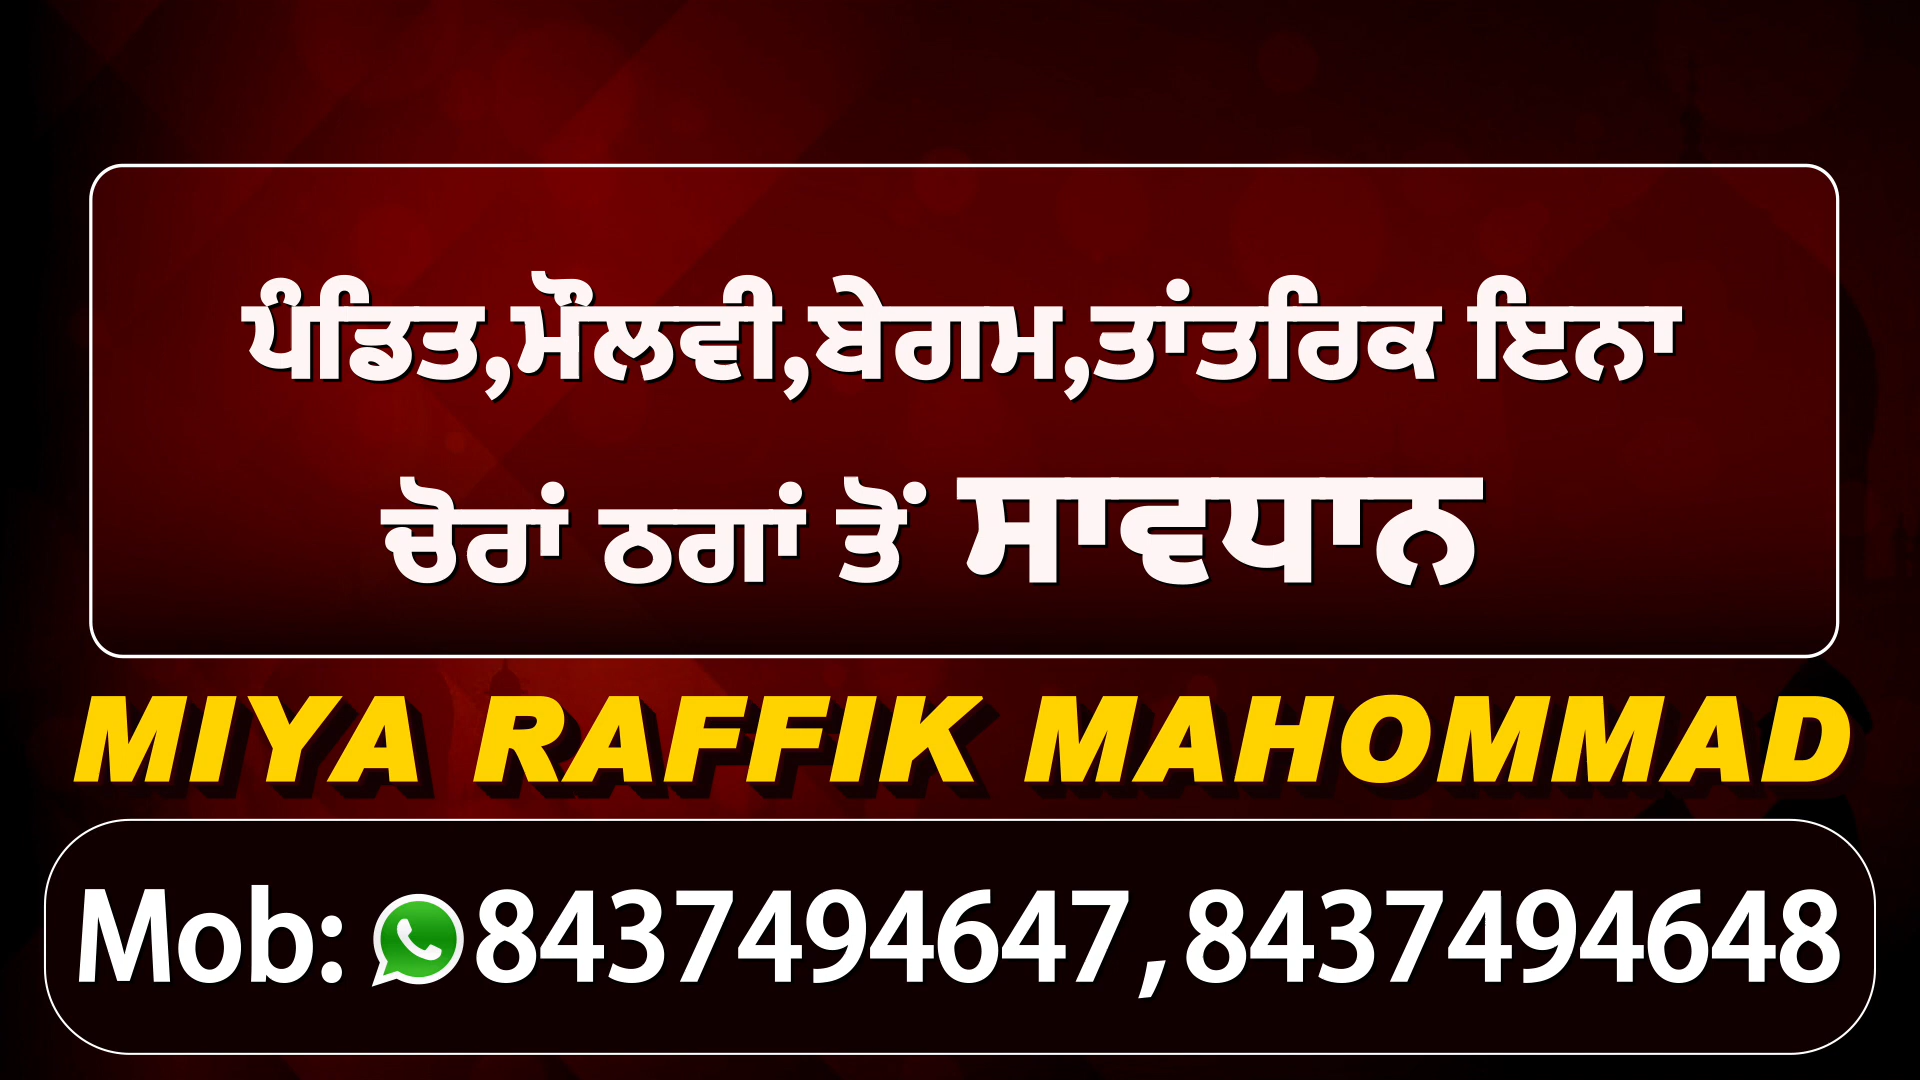 ਪੰਡਿਤ,ਮੌਲਵੀ,ਬੇਗਮ,ਤਾਂਤਰਿਕ ਇਨਾ
ਚੋਰਾਂ ਠਗਾਂ ਤੋਂ ਸਾਵਧਾਨ
MIYA RAFFIK MAHOMMAD
Mob: 8437494647, 8437494648